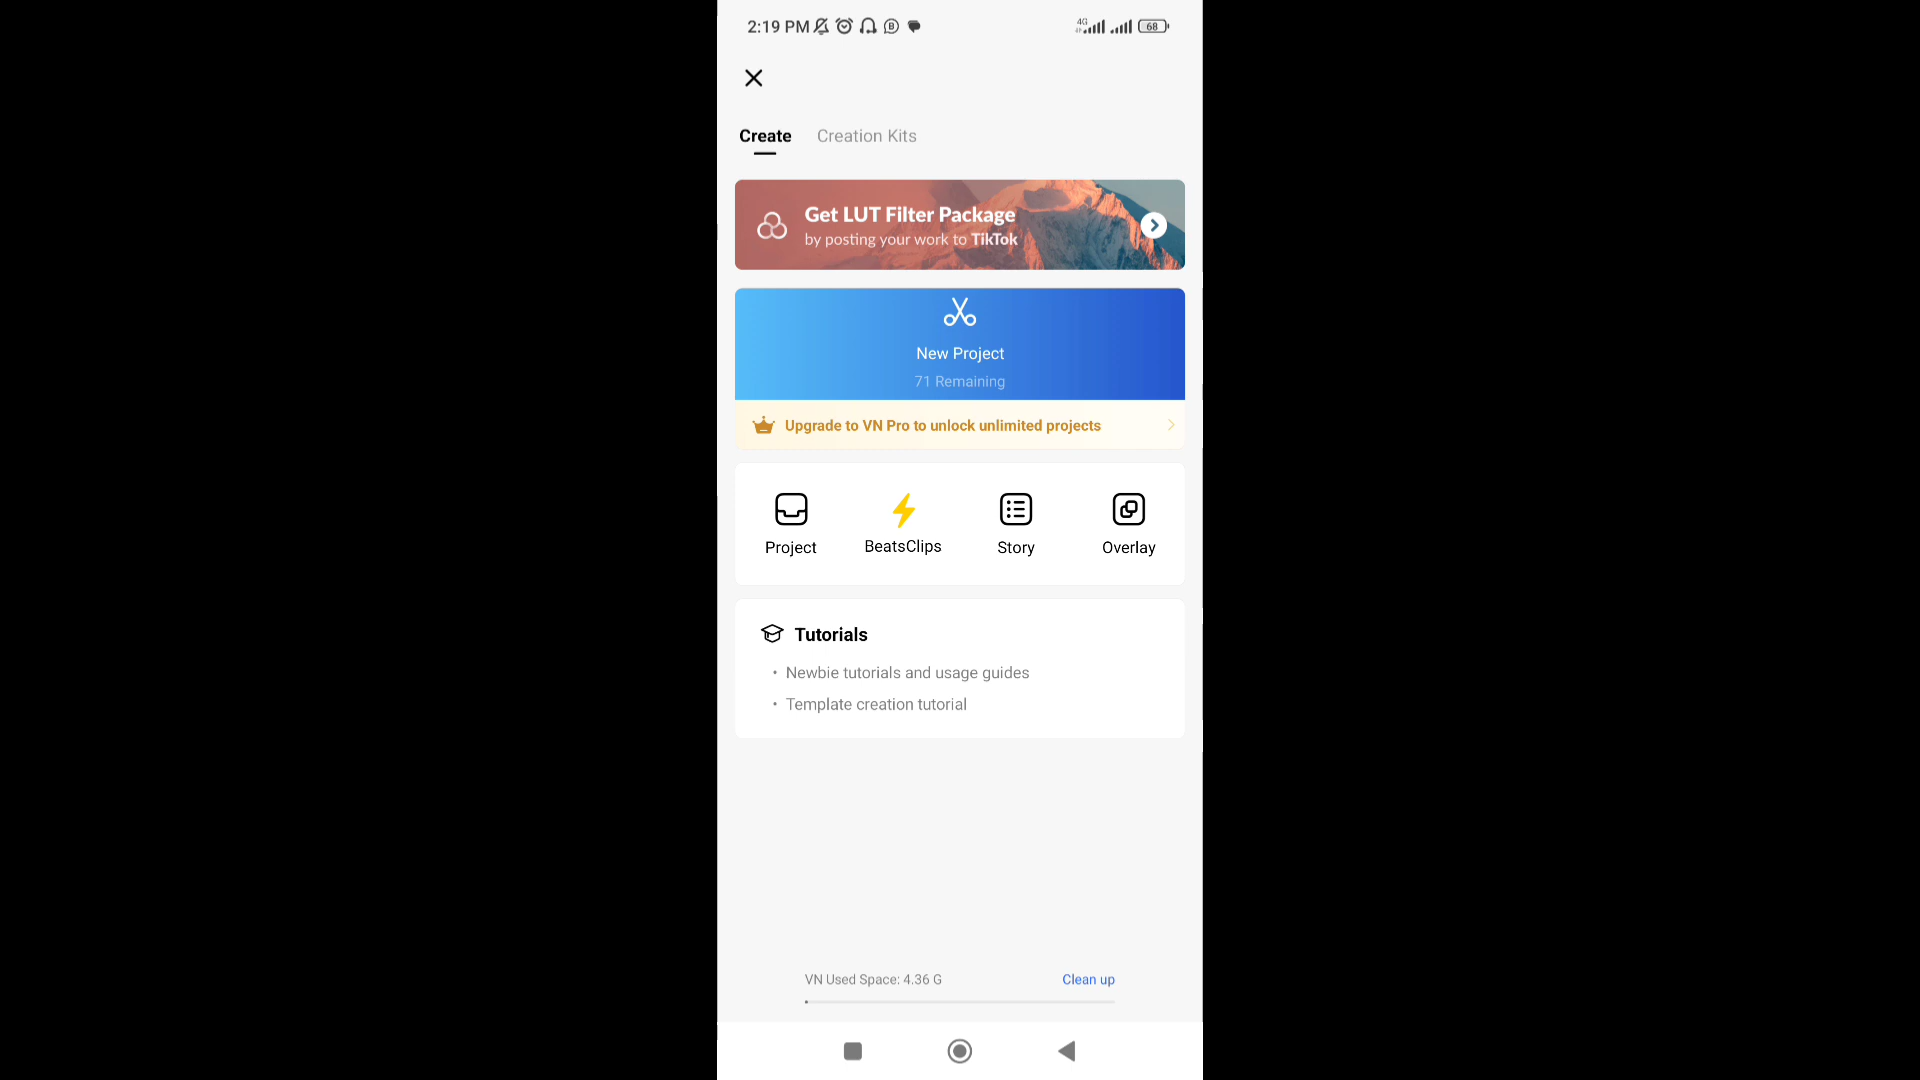 2:19 PM
4G
68
Create
Creation Kits
Get LUT Filter Package
by posting your work to TikTok
New Project
71 Remaining
Upgrade to VN Pro to unlock unlimited projects
Project
BeatsClips
Story
Overlay
Tutorials
• Newbie tutorials and usage guides
• Template creation tutorial
VN Used Space: 4.36 G
Clean up